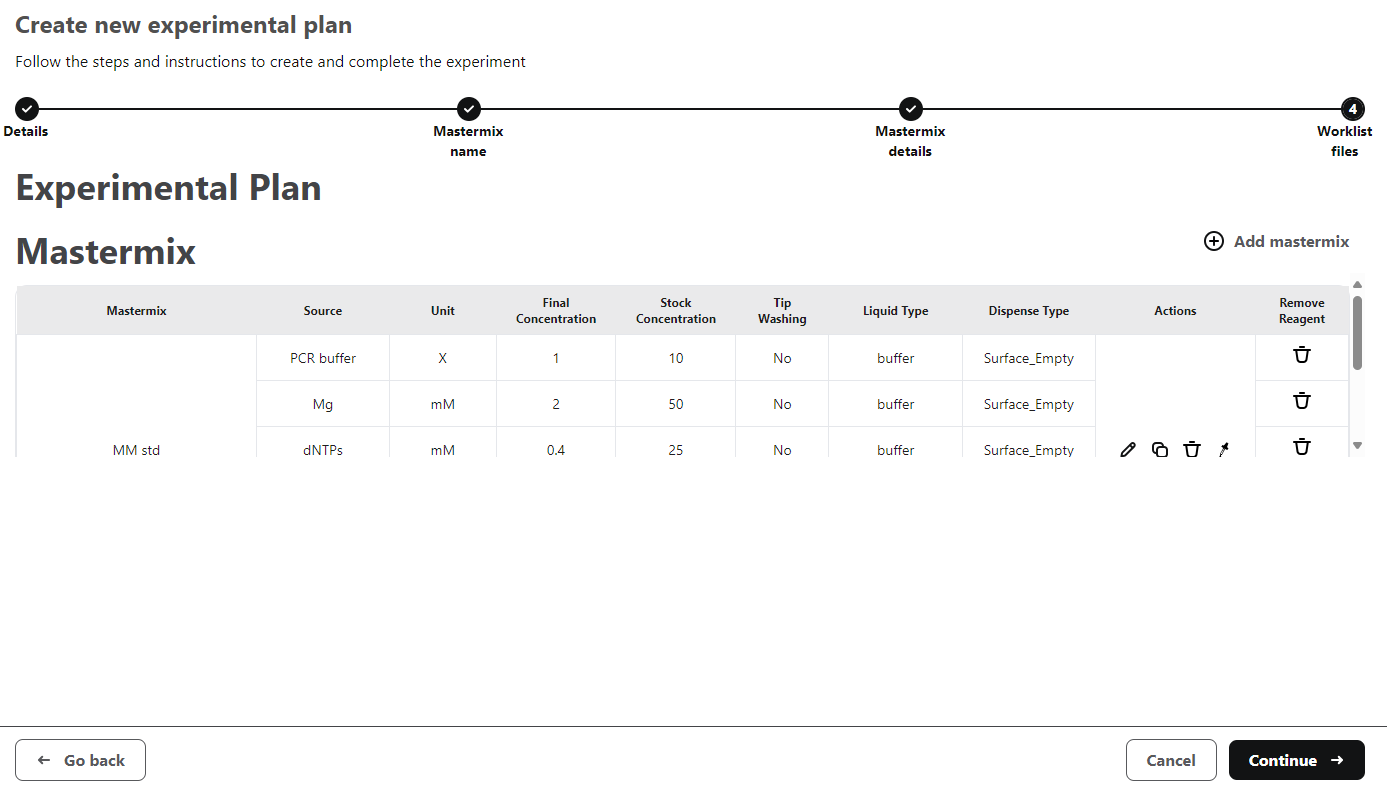 Create new experimental plan
Follow the steps and instructions to create and complete the experiment
4
Details
Mastermix name
Mastermix details
Worklist files
Experimental Plan
Mastermix
Add mastermix
Mastermix Source Unit Final Concentration Stock Concentration Tip Washing Liquid Type Dispense Type Actions Remove Reagent
PCR buffer X 1 10 No buffer Surface_Empty
Mg mM 2 50 No buffer Surface_Empty
MM std dNTPs mM 0.4 25 No buffer Surface_Empty
Go back
Cancel
Continue